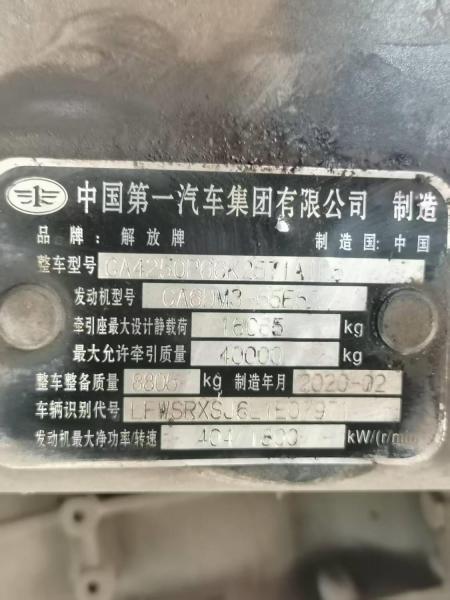 中国第一汽车集团有限公司 制造
品牌:解放牌 制造国:中国
整车型号
发动机型号
牵引座最大设计静载荷 kg
最大允许牵引质量 40000 kg
整车整备质量 8805 kg 制造年月 2020-02
车辆识别代号
发动机最大净功率/转速 404/1800 kW/(r/min